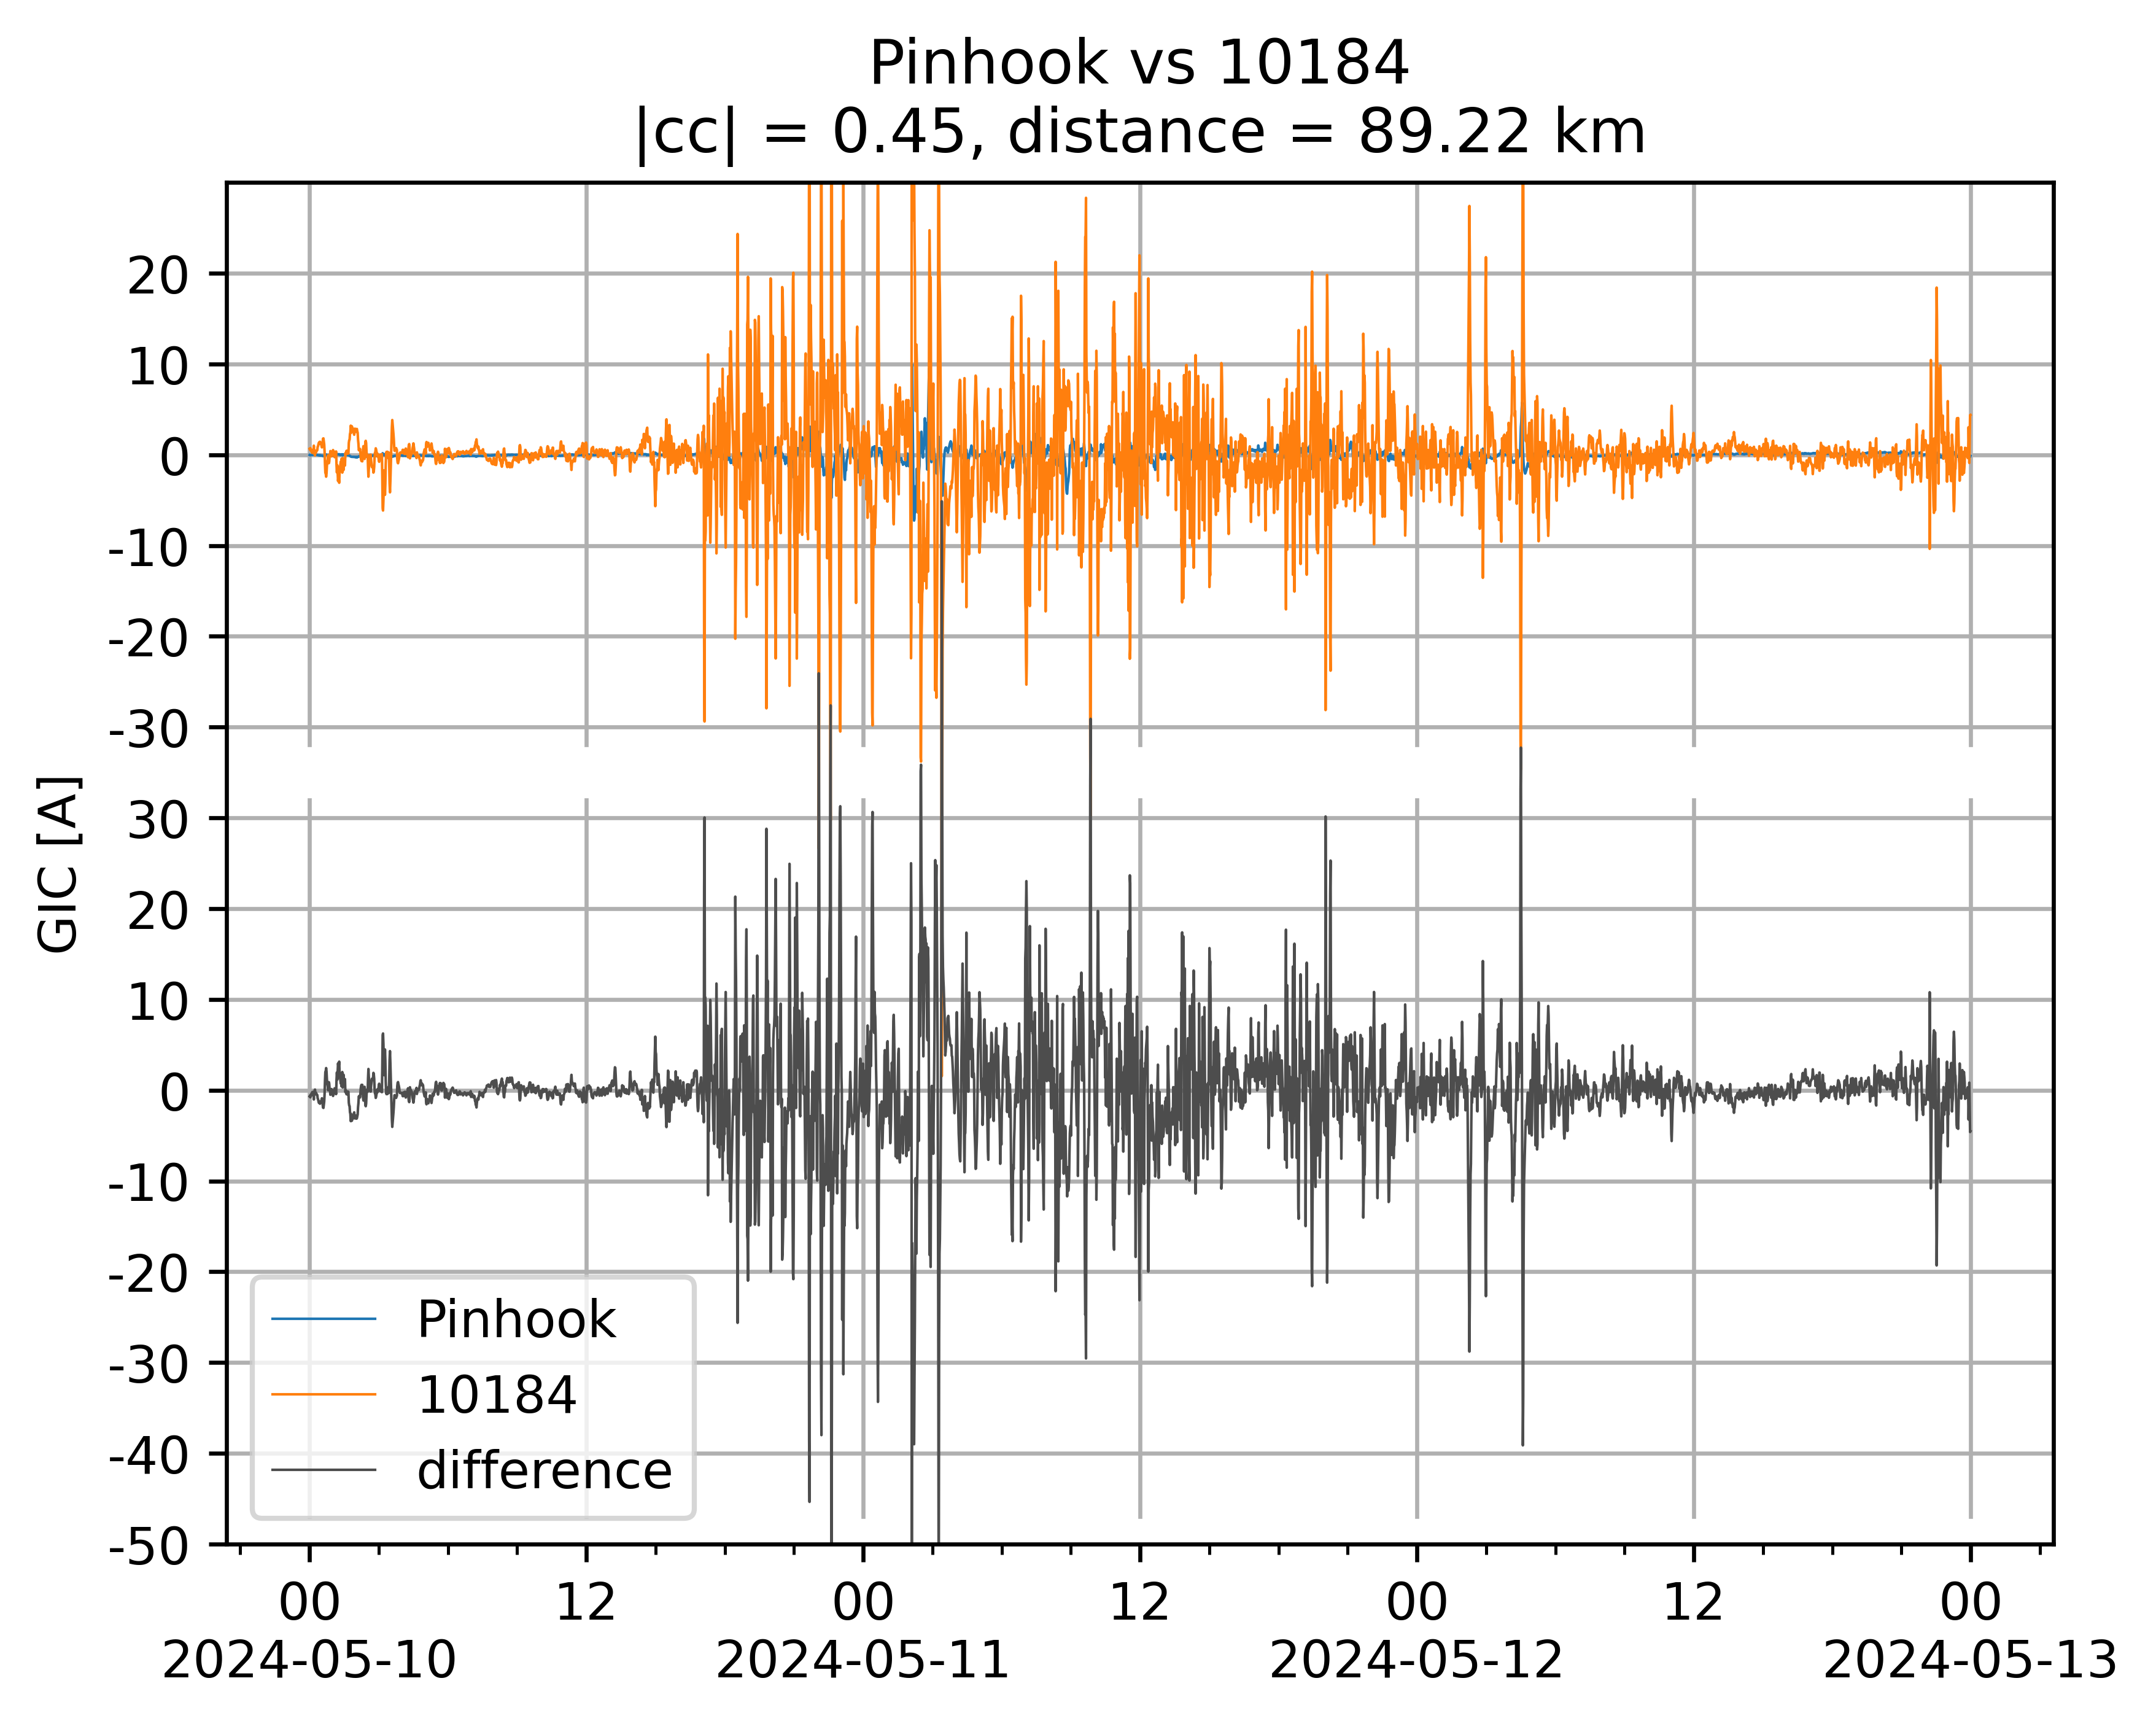 Pinhook vs 10184
|cc| = 0.45, distance = 89.22 km
GIC [A]
20
10
0
-10
-20
-30
30
20
10
0
-10
-20
-30
-40
-50
Pinhook
10184
difference
00 12 00 12 00 12 00
2024-05-10 2024-05-11 2024-05-12 2024-05-13